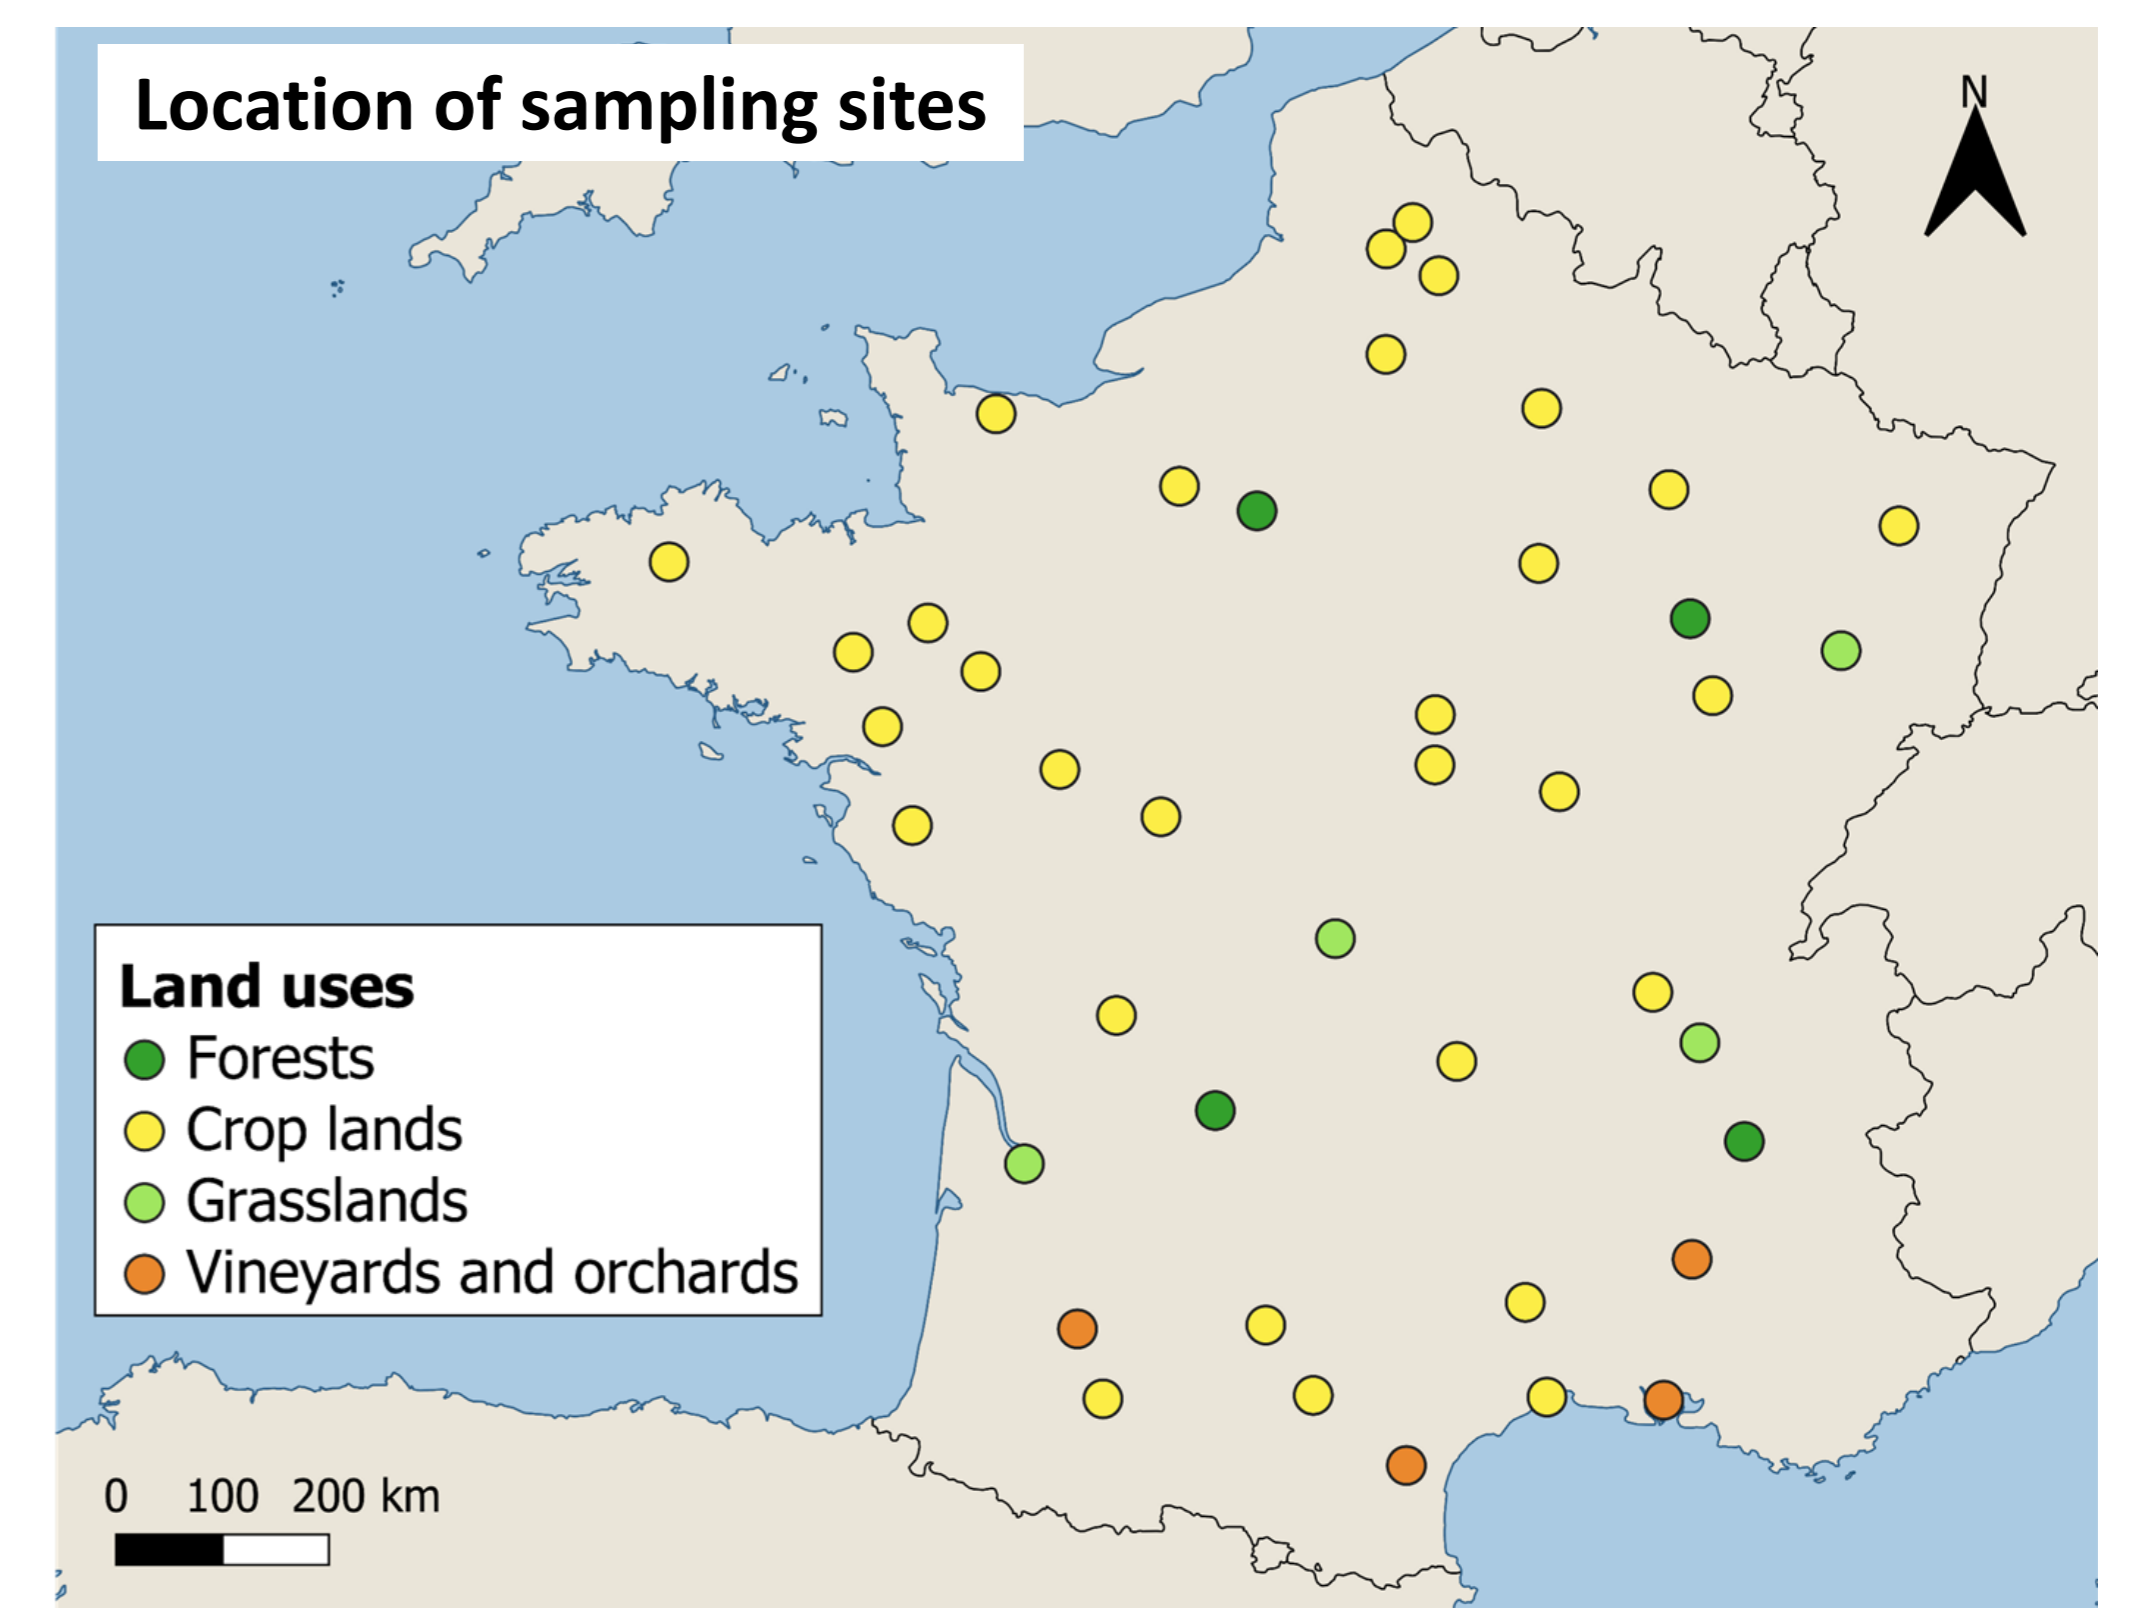 Location of sampling sites
N
Land uses
Forests
Crop lands
Grasslands
Vineyards and orchards
0 100 200 km